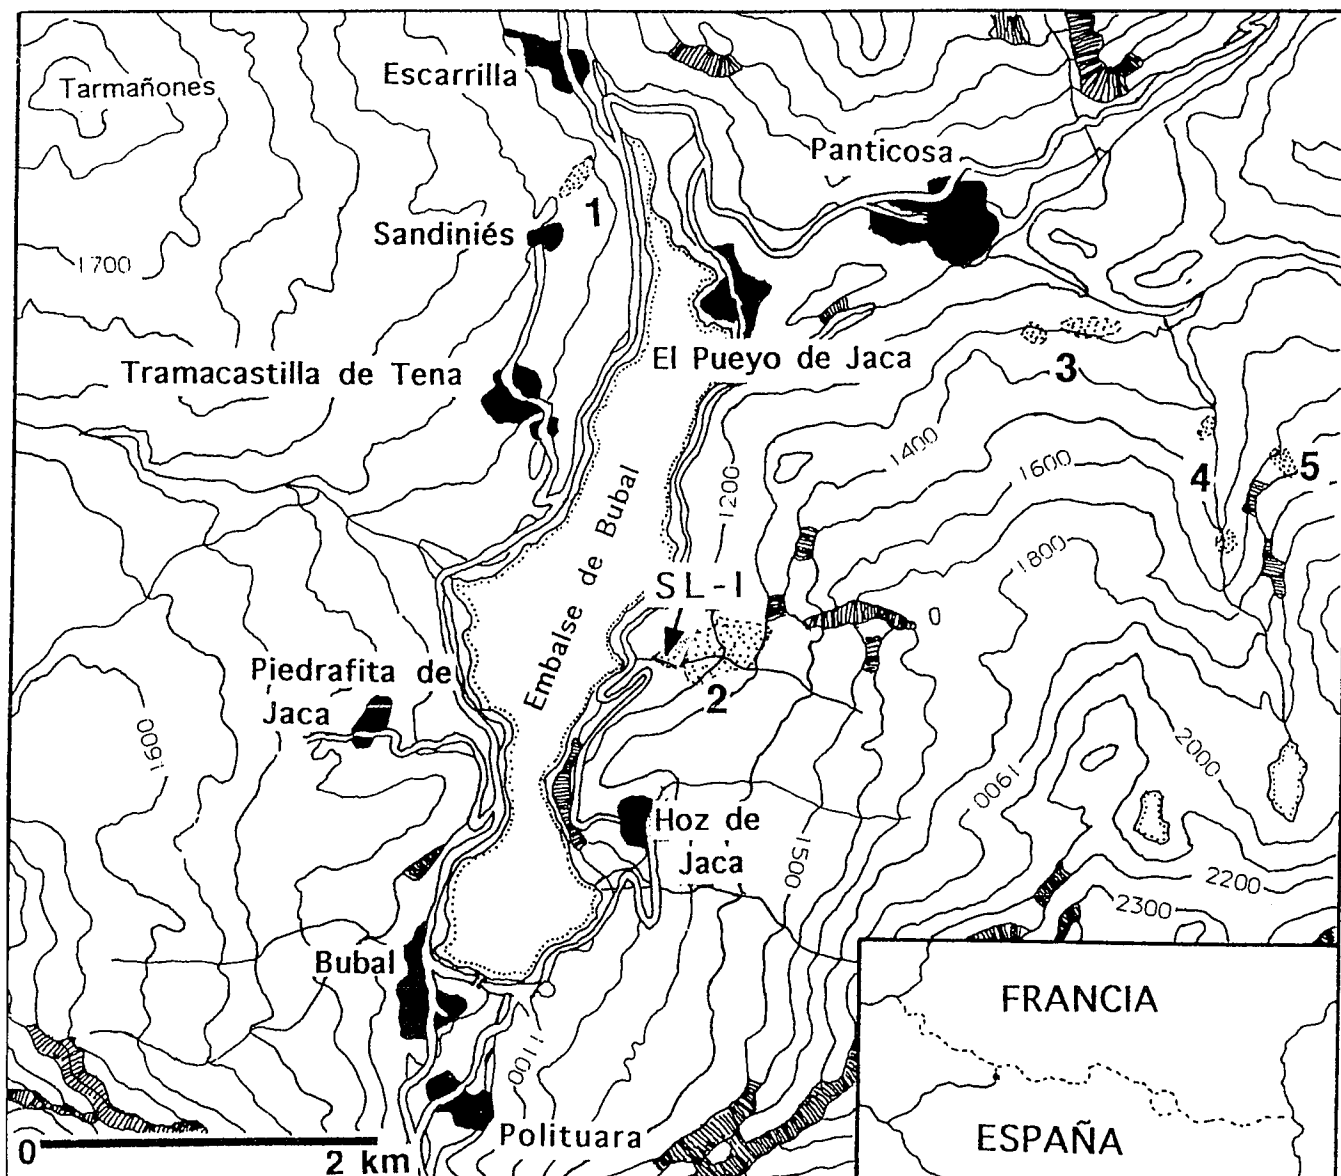 Escarrilla
Tarmañones
Panticosa
1
Sandiniés
1700
El Pueyo de Jaca
Tramacastilla de Tena
3
1400
5
1600
4
1200
Embalse de Bubal
1800
SL-I
Piedrafita de
Jaca
2
1600
2000
1900
Hoz de
Jaca
1500
2200
2300
Bubal
FRANCIA
1100
ESPAÑA
Polituara
0
2 km